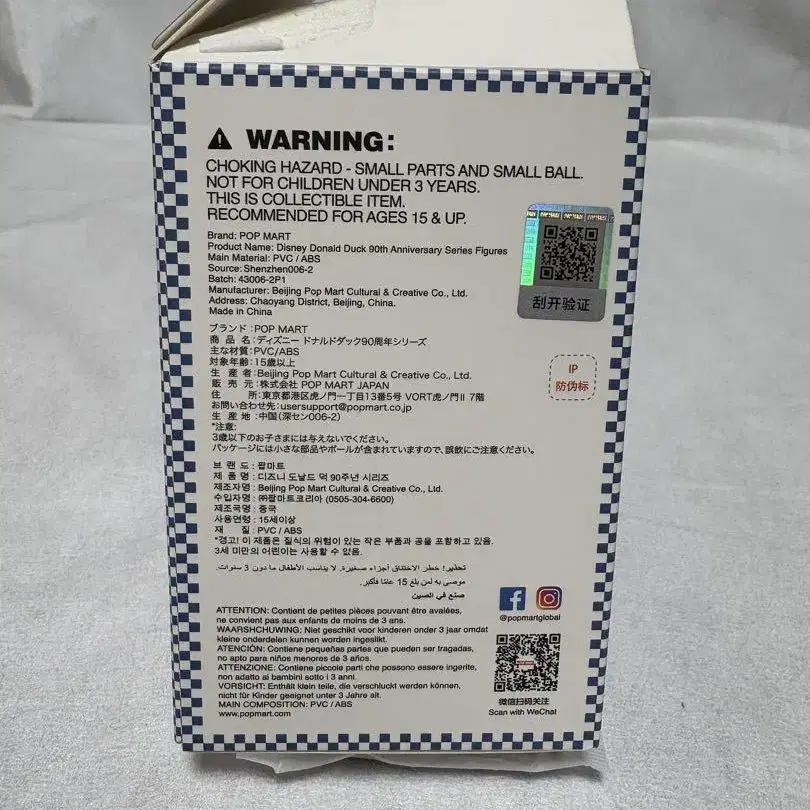 WARNING:
CHOKING HAZARD - SMALL PARTS AND SMALL BALL.
NOT FOR CHILDREN UNDER 3 YEARS.
THIS IS COLLECTIBLE ITEM.
RECOMMENDED FOR AGES 15 & UP.
Brand: POP MART
Product Name: Disney Donald Duck 90th Anniversary Series Figures
Main Material: PVC / ABS
Source: Shenzhen006-2
Batch: 43006-2P1
Manufacturer: Beijing Pop Mart Cultural & Creative Co., Ltd.
Address: Chaoyang District, Beijing, China.
Made in China
刮开验证
IP
防伪标
ブランド:POP MART
商 品 名:ディズニー ドナルドダック90周年シリーズ
主な材質:PVC/ABS
対象年齢:15歳以上
生 産 者:Beijing Pop Mart Cultural & Creative Co., Ltd.
販 売 元:株式会社 POP MART JAPAN
住 所:東京都港区虎ノ門一丁目13番5号 VORT虎ノ門Ⅱ 7階
お問い合わせ先:usersupport@popmart.co.jp
生 産 地:中国(深セン006-2)
*注意:
3歳以下のお子さまには与えないでください。
パッケージには小さな部品やボールが含まれていますので、誤飲にご注意ください。
브 랜 드 : 팝마트
제 품 명 : 디즈니 도날드 덕 90주년 시리즈
제조자명 : Beijing Pop Mart Cultural & Creative Co., Ltd.
수입자명 : ㈜팝마트코리아 (0505-304-6600)
제조국명 : 중국
사용연령 : 15세이상
재 질 : PVC / ABS
*경고! 이 제품은 질식의 위험이 있는 작은 부품과 공을 포함하고 있음.
3세 미만의 어린이는 사용할 수 없음.
تحذير! خطر الاختناق أجزاء صغيرة. لا يناسب الأطفال ما دون 3 سنوات.
موصى به لمن بلغ 15 عامًا فأكبر.
صنع في الصين
@popmartglobal
ATTENTION: Contient de petites pièces pouvant être avalées,
ne convient pas aux enfants de moins de 3 ans.
WAARSHCHUWING: Niet geschikt voor kinderen onder 3 jaar omdat
kleine onderdelen kunnen worden ingeslikt.
ATENCIÓN: Contiene pequeñas partes que pueden ser tragadas,
no apto para niños menores de 3 años.
ATTENZIONE: Contiene piccole parti che possono essere ingerite,
non adatto ai bambini sotto i 3 anni.
VORSICHT: Enthält klein teile, die verschluckt werden können,
nicht für Kinder geeignet unter 3 Jahre alt.
MAIN COMPOSITION: PVC / ABS
www.popmart.com
微信扫码关注
Scan with WeChat